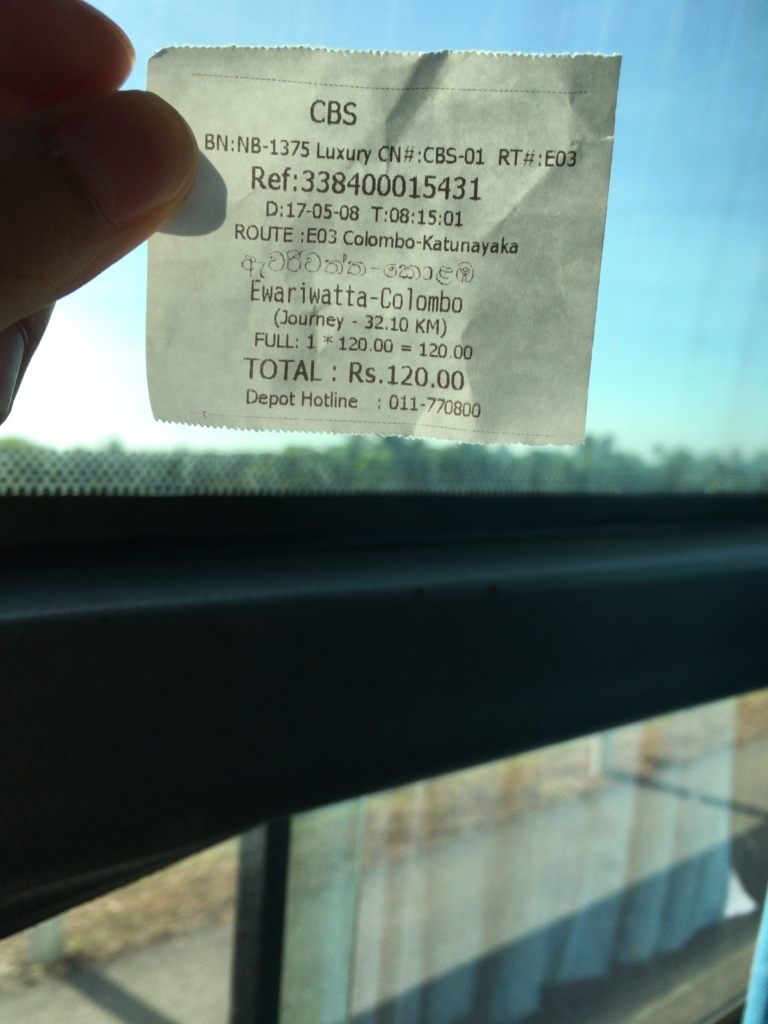 CBS
BN:NB-1375 Luxury CN#:CBS-01 RT#:E03
Ref:338400015431
D:17-05-08 T:08:15:01
ROUTE :E03 Colombo-Katunayaka
ඇවරිවත්ත-කොළඹ
Ewariwatta-Colombo
(Journey - 32.10 KM)
FULL: 1 * 120.00 = 120.00
TOTAL : Rs.120.00
Depot Hotline : 011-770800